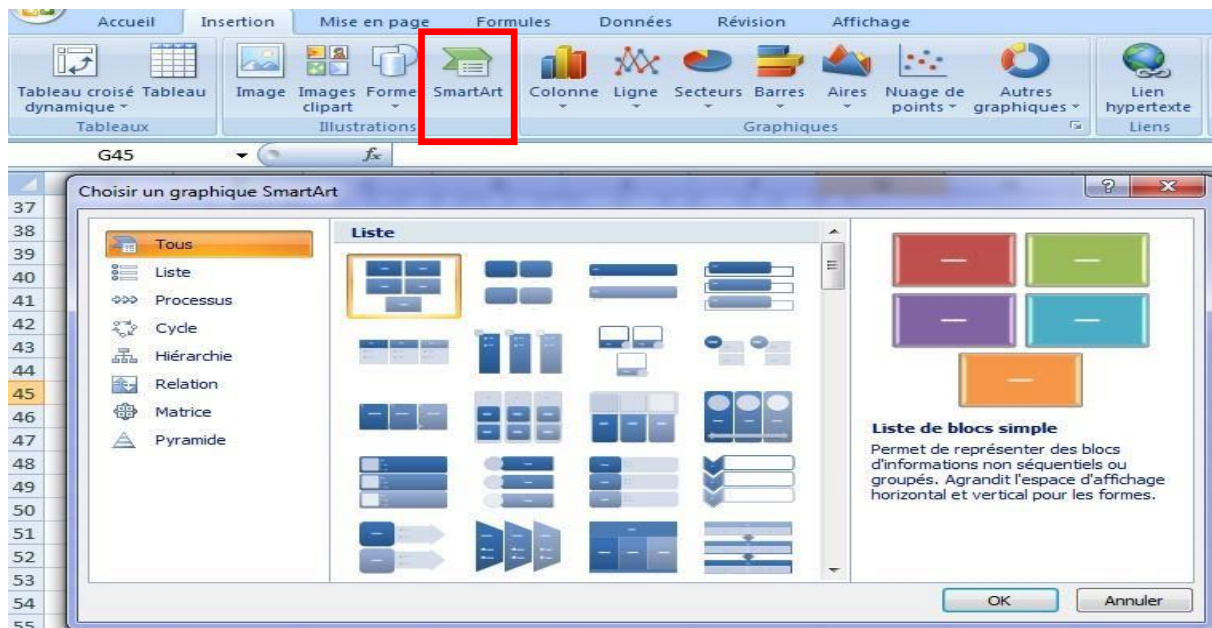 Accueil Insertion Mise en page Formules Données Révision Affichage
Tableau croisé Tableau Image Images Forme SmartArt Colonne Ligne Secteurs Barres Aires Nuage de Autres Lien
dynamique clipart points graphiques hypertexte
Tableaux Illustrations Graphiques Liens
G45 fx
Choisir un graphique SmartArt ? X
37
38 Liste
39 Tous
40 Liste
41 Processus
42 Cycle
43 Hiérarchie
44
45 Relation
46 Matrice
47 Pyramide
Liste de blocs simple
Permet de représenter des blocs
48 d'informations non séquentiels ou
49 groupés. Agrandit l'espace d'affichage
50 horizontal et vertical pour les formes.
51
52
53
54 OK Annuler
55